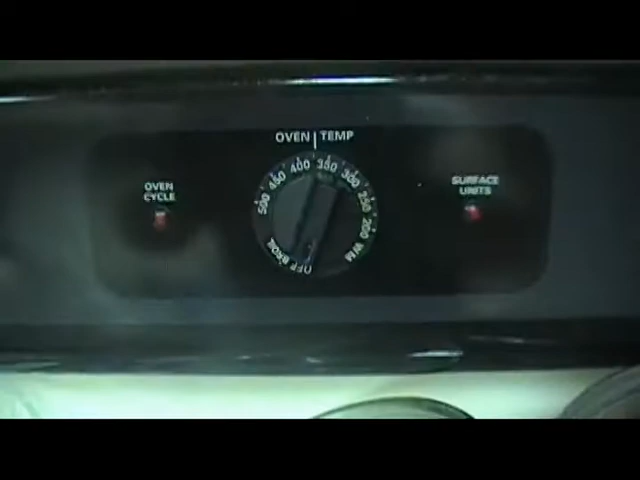 OVEN | TEMP
OVEN
CYCLE
500 450 400 350 300 250 200 WM
OFF BROIL
SURFACE
UNITS